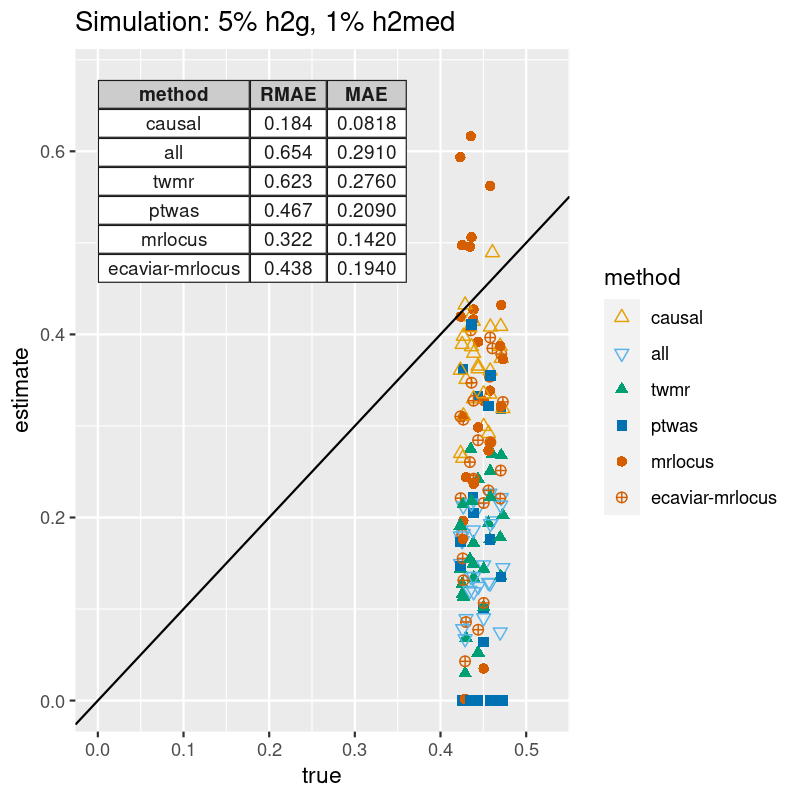 Simulation: 5% h2g, 1% h2med
method RMAE MAE
causal 0.184 0.0818
all 0.654 0.2910
twmr 0.623 0.2760
ptwas 0.467 0.2090
mrlocus 0.322 0.1420
ecaviar-mrlocus 0.438 0.1940
0.6
0.4
0.2
0.0
estimate
0.0 0.1 0.2 0.3 0.4 0.5
true
method
causal
all
twmr
ptwas
mrlocus
ecaviar-mrlocus